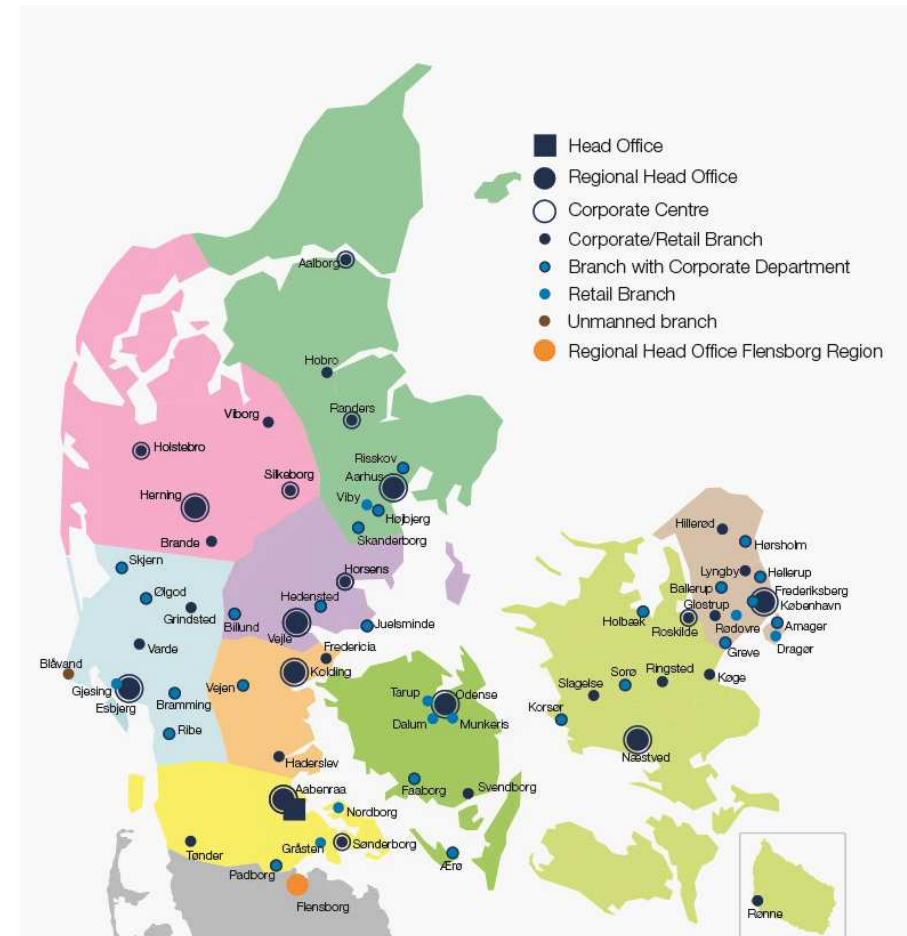 Head Office
Regional Head Office
Corporate Centre
Corporate/Retail Branch
Branch with Corporate Department
Retail Branch
Unmanned branch
Regional Head Office Flensborg Region
Aalborg
Hobro
Randers
Viborg
Holstebro
Silkeborg
Herning
Brande
Risskov
Aarhus
Viby
Højbjerg
Skanderborg
Skjern
Ølgod
Grindsted
Varde
Blåvand
Gjesing
Esbjerg
Bramming
Ribe
Horsens
Hedensted
Billund
Vejle
Juelsminde
Fredericia
Kolding
Vejen
Haderslev
Aabenraa
Nordborg
Gråsten
Sønderborg
Tønder
Padborg
Flensborg
Tarup
Odense
Dalum
Munkeris
Faaborg
Svendborg
Ærø
Hillerød
Hørsholm
Lyngby
Hellerup
Ballerup
Frederiksberg
Glostrup
København
Holbæk
Roskilde
Rødovre
Amager
Dragør
Greve
Sorø
Ringsted
Køge
Slagelse
Korsør
Næstved
Rønne